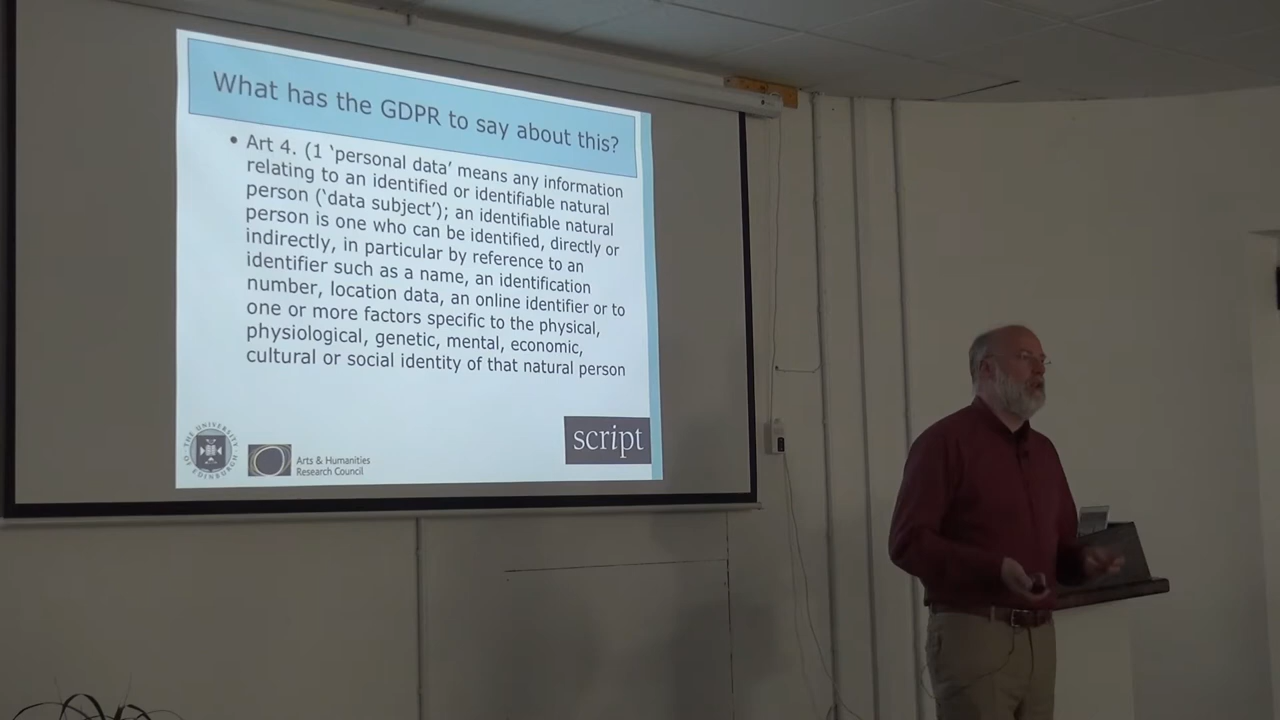 What has the GDPR to say about this?
• Art 4. (1 ‘personal data’ means any information
relating to an identified or identifiable natural
person (‘data subject’); an identifiable natural
person is one who can be identified, directly or
indirectly, in particular by reference to an
identifier such as a name, an identification
number, location data, an online identifier or to
one or more factors specific to the physical,
physiological, genetic, mental, economic,
cultural or social identity of that natural person
THE UNIVERSITY
OF EDINBURGH
Arts & Humanities
Research Council
script